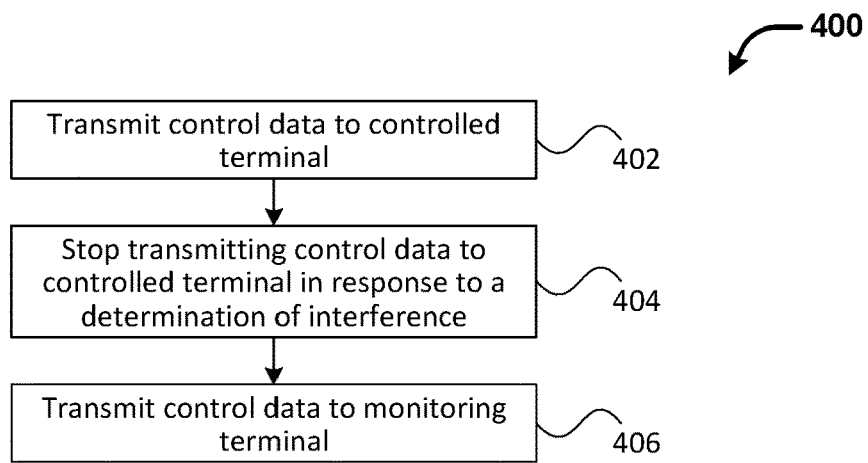 400
Transmit control data to controlled
terminal
402
Stop transmitting control data to
controlled terminal in response to a
determination of interference
404
Transmit control data to monitoring
terminal
406